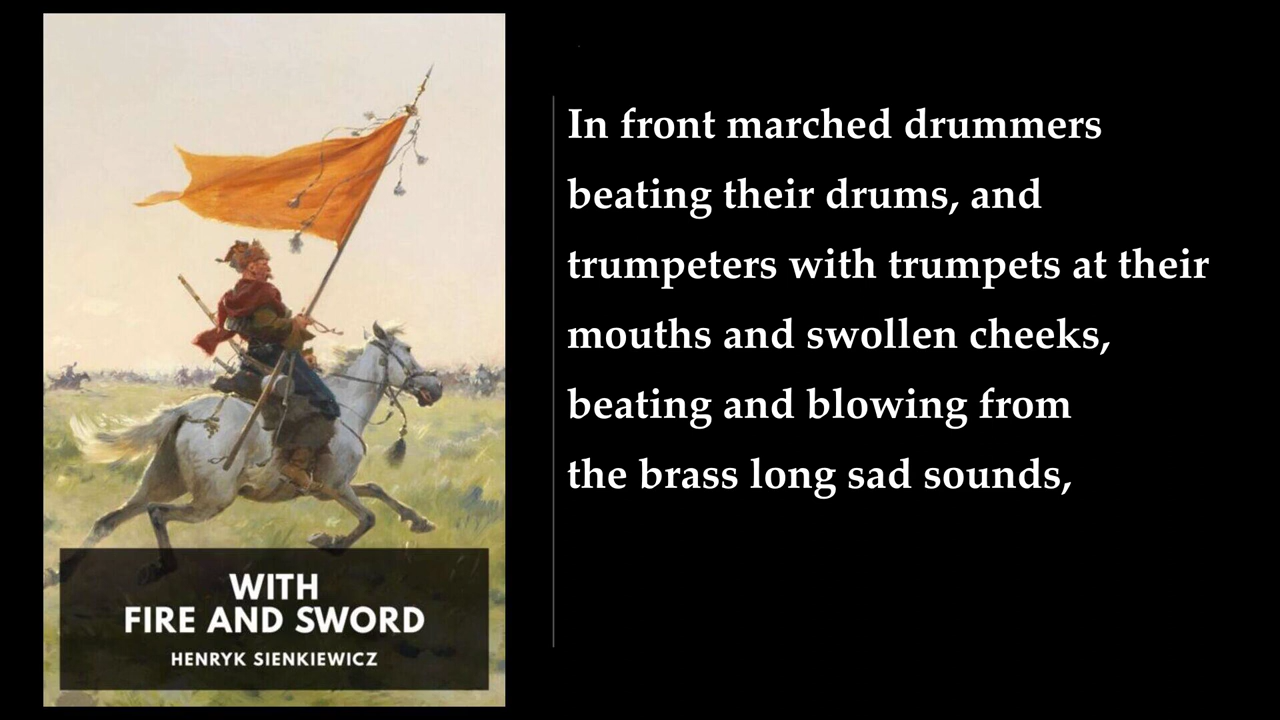 WITH
FIRE AND SWORD
HENRYK SIENKIEWICZ
In front marched drummers
beating their drums, and
trumpeters with trumpets at their
mouths and swollen cheeks,
beating and blowing from
the brass long sad sounds,